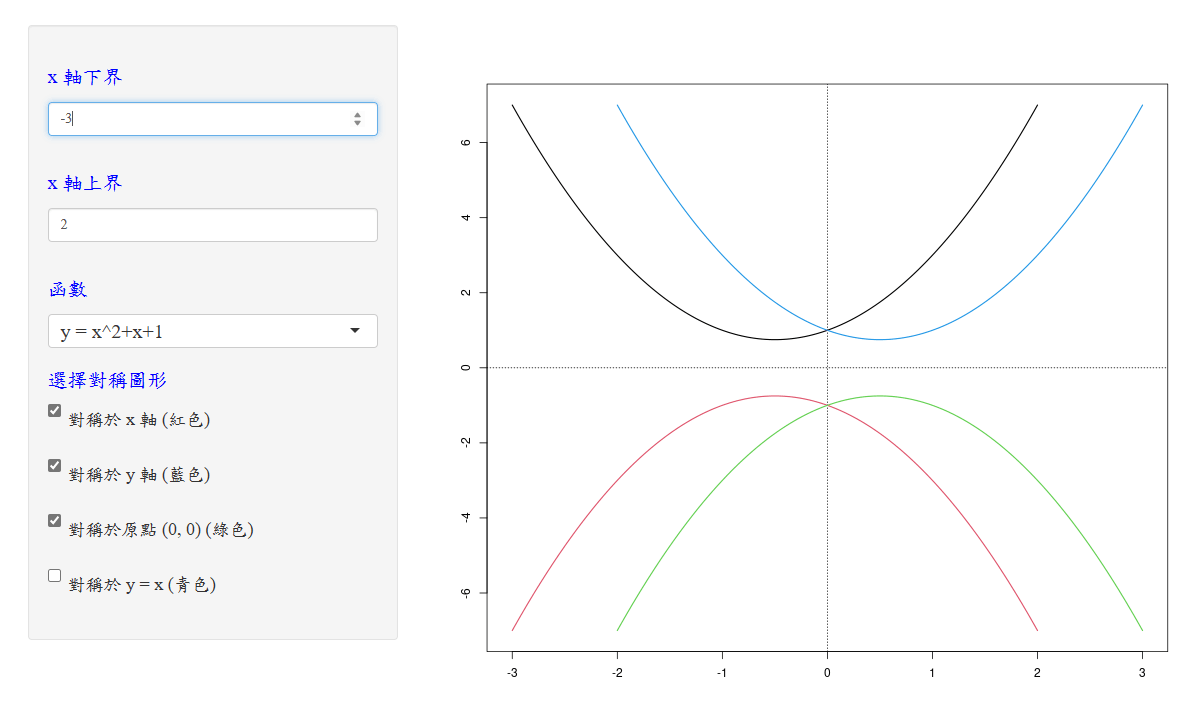 x 軸下界
-3
x 軸上界
2
函數
y = x^2+x+1
選擇對稱圖形
對稱於 x 軸 (紅色)
對稱於 y 軸 (藍色)
對稱於原點 (0, 0) (綠色)
對稱於 y = x (青色)
6
4
2
0
-2
-4
-6
-3 -2 -1 0 1 2 3